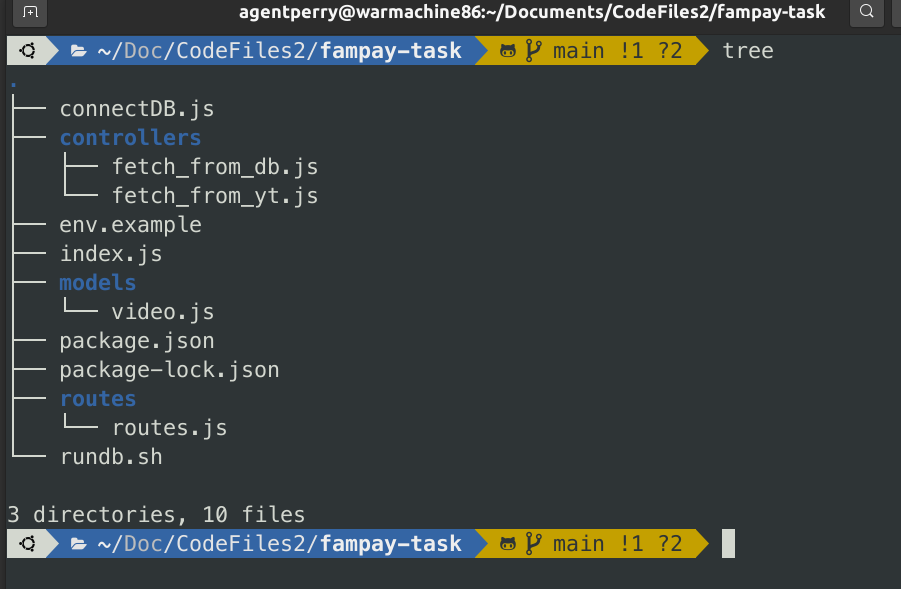 agentperry@warmachine86:~/Documents/CodeFiles2/fampay-task
~/Doc/CodeFiles2/fampay-task main !1 ?2 tree
.
├── connectDB.js
├── controllers
│   ├── fetch_from_db.js
│   └── fetch_from_yt.js
├── env.example
├── index.js
├── models
│   └── video.js
├── package.json
├── package-lock.json
├── routes
│   └── routes.js
└── rundb.sh
3 directories, 10 files
~/Doc/CodeFiles2/fampay-task main !1 ?2